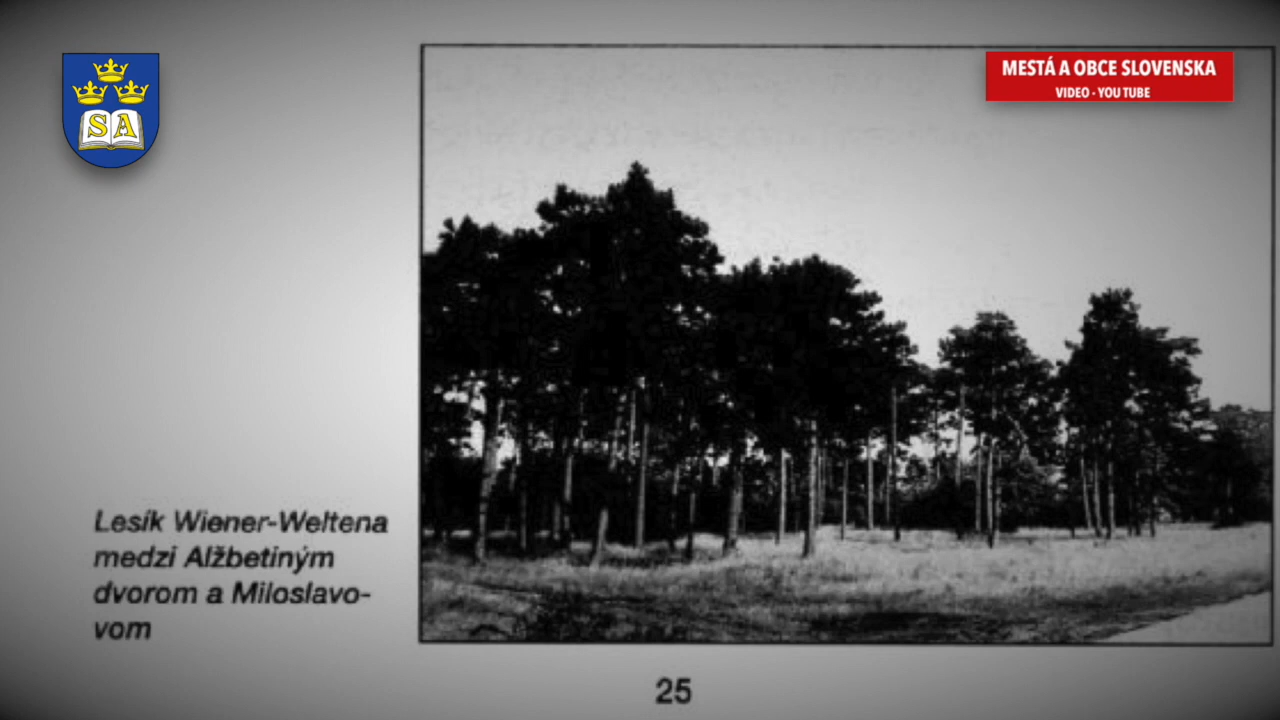 SA
MESTÁ A OBCE SLOVENSKA
VIDEO - YOU TUBE
Lesík Wiener-Weltena
medzi Alžbetiným
dvorom a Miloslavo-
vom
25